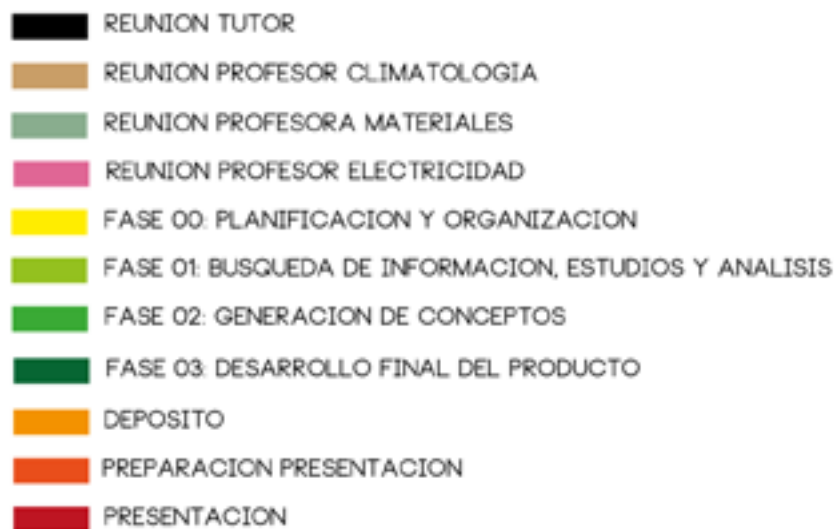 REUNION TUTOR
REUNION PROFESOR CLIMATOLOGIA
REUNION PROFESORA MATERIALES
REUNION PROFESOR ELECTRICIDAD
FASE 00: PLANIFICACION Y ORGANIZACION
FASE 01: BUSQUEDA DE INFORMACION, ESTUDIOS Y ANALISIS
FASE 02: GENERACION DE CONCEPTOS
FASE 03: DESARROLLO FINAL DEL PRODUCTO
DEPOSITO
PREPARACION PRESENTACION
PRESENTACION